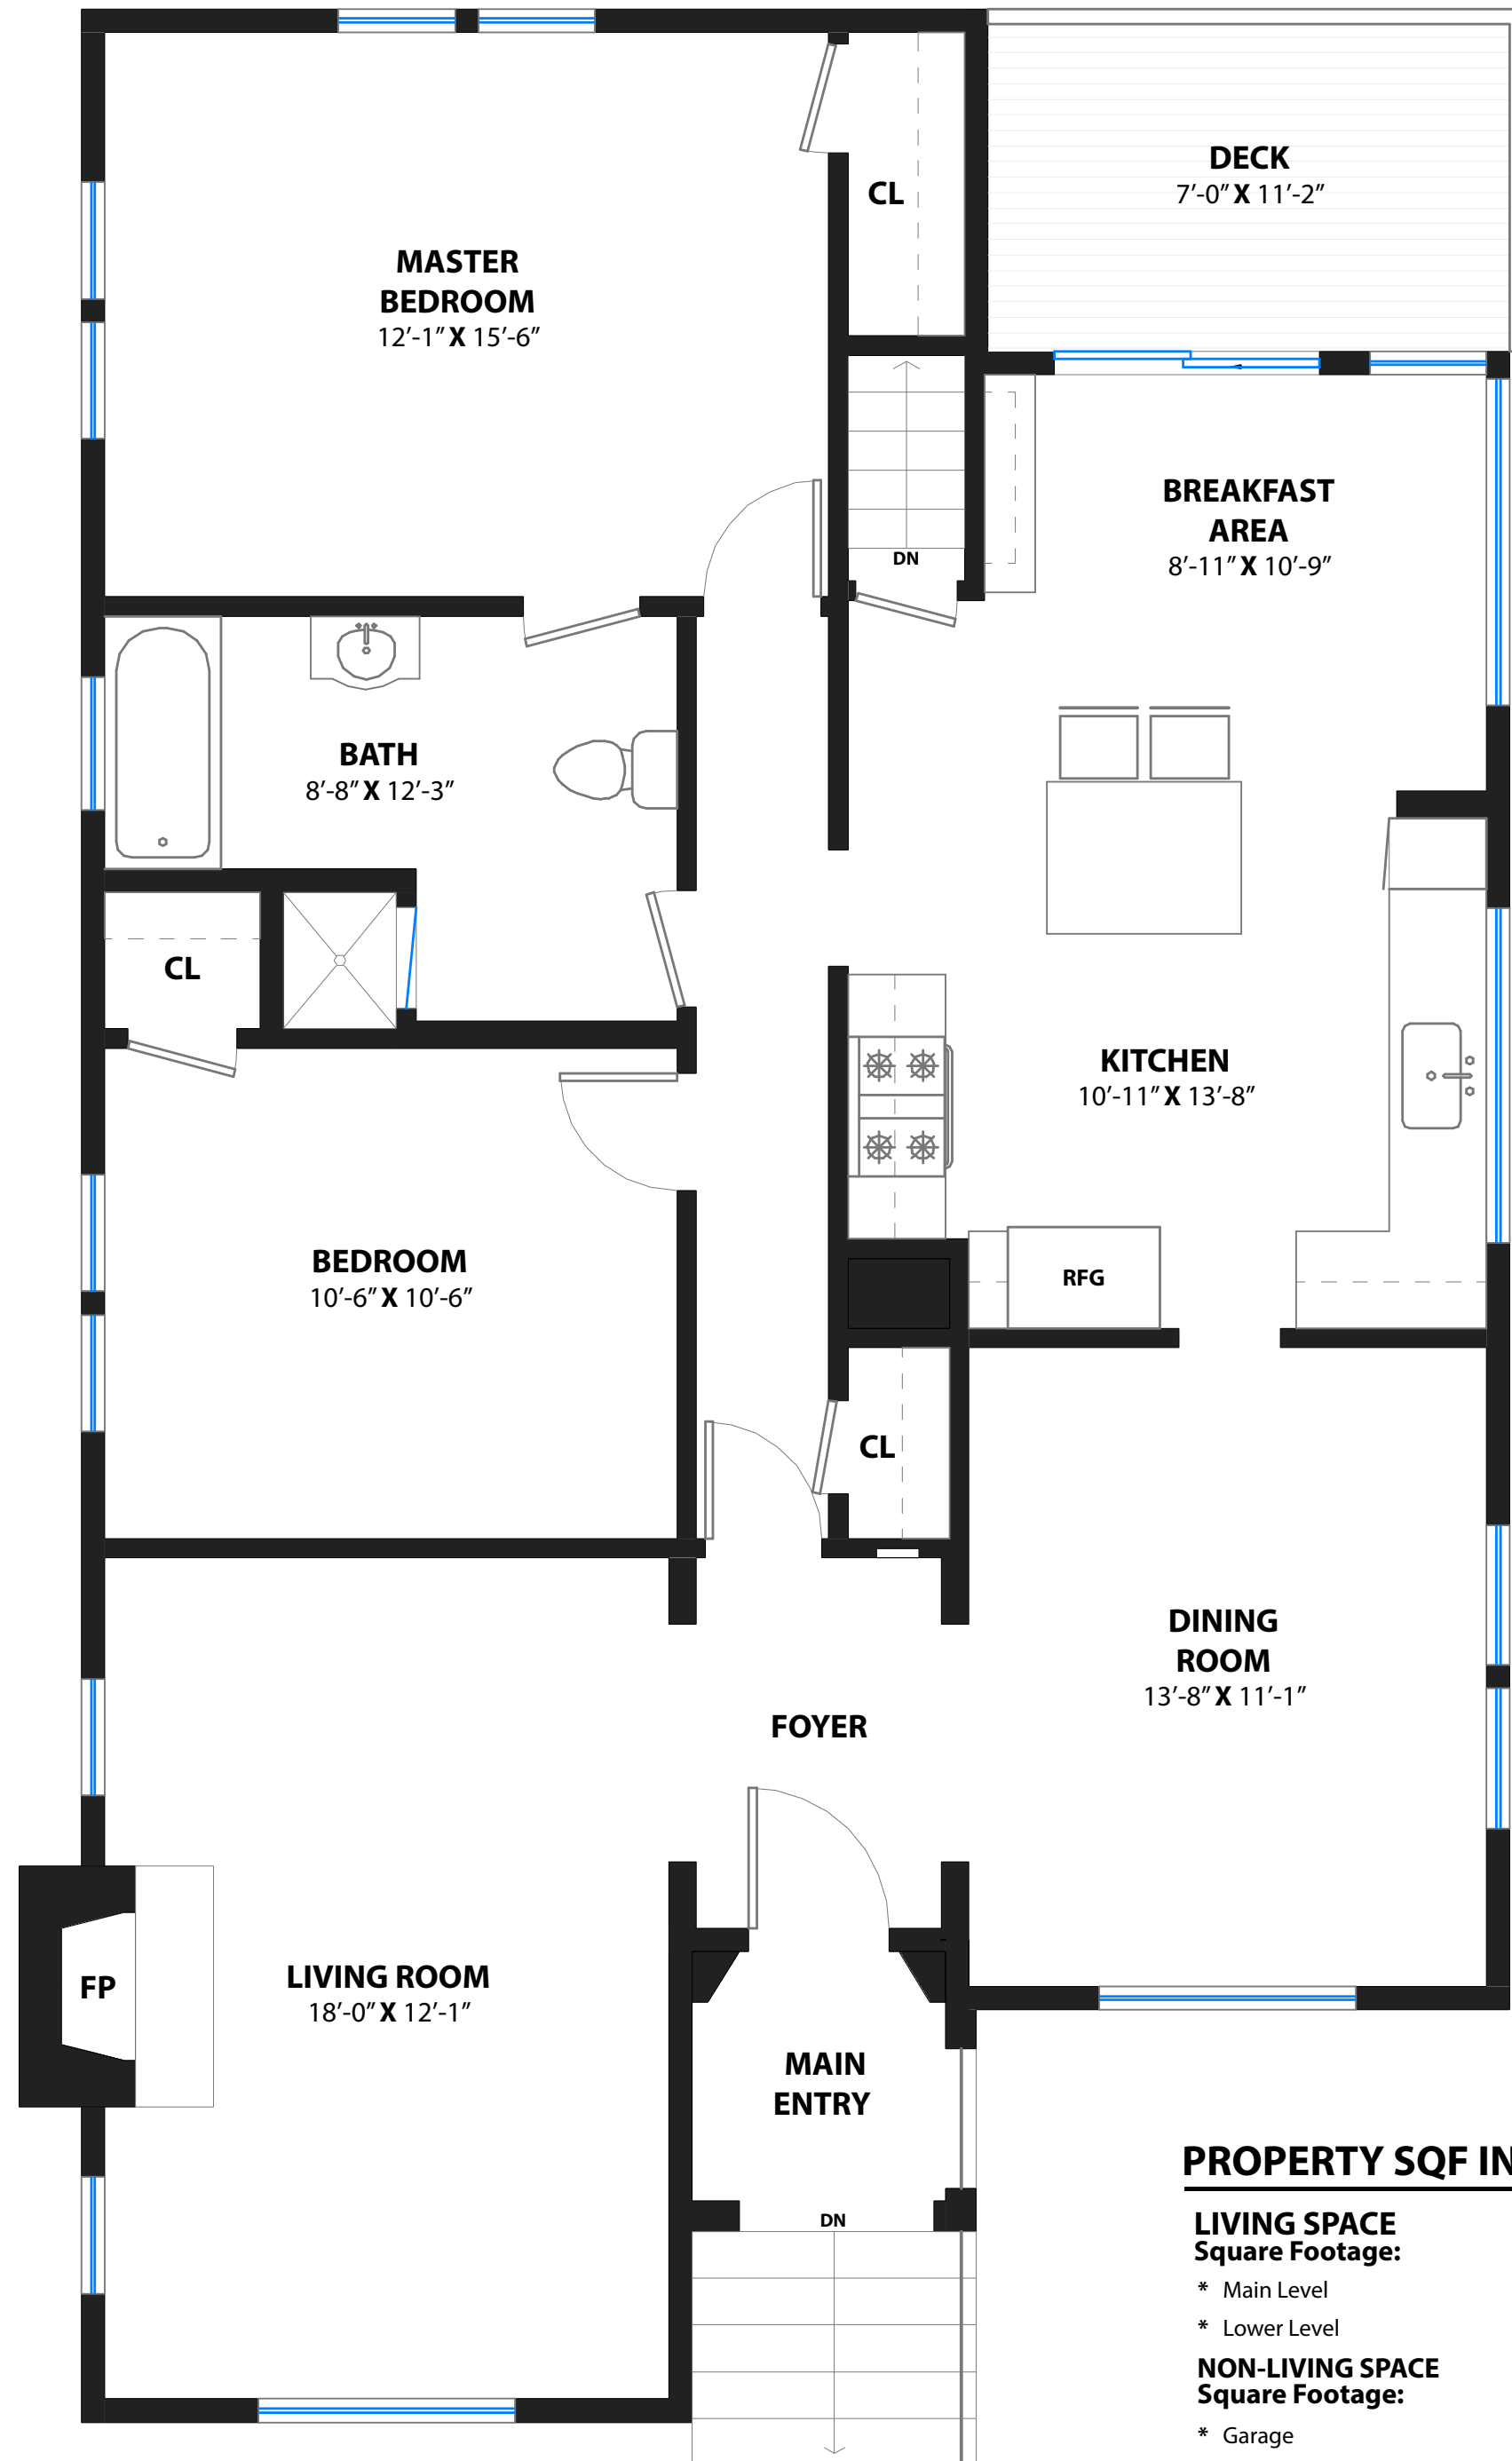 DECK
7’-0” X 11’-2”
CL
MASTER
BEDROOM
12’-1” X 15’-6”
BREAKFAST
AREA
8’-11” X 10’-9”
DN
BATH
8’-8” X 12’-3”
CL
KITCHEN
10’-11” X 13’-8”
BEDROOM
10’-6” X 10’-6”
RFG
CL
DINING
ROOM
13’-8” X 11’-1”
FOYER
FP
LIVING ROOM
18’-0” X 12’-1”
MAIN
ENTRY
DN
PROPERTY SQF IN
LIVING SPACE
Square Footage:
* Main Level
* Lower Level
NON-LIVING SPACE
Square Footage:
* Garage